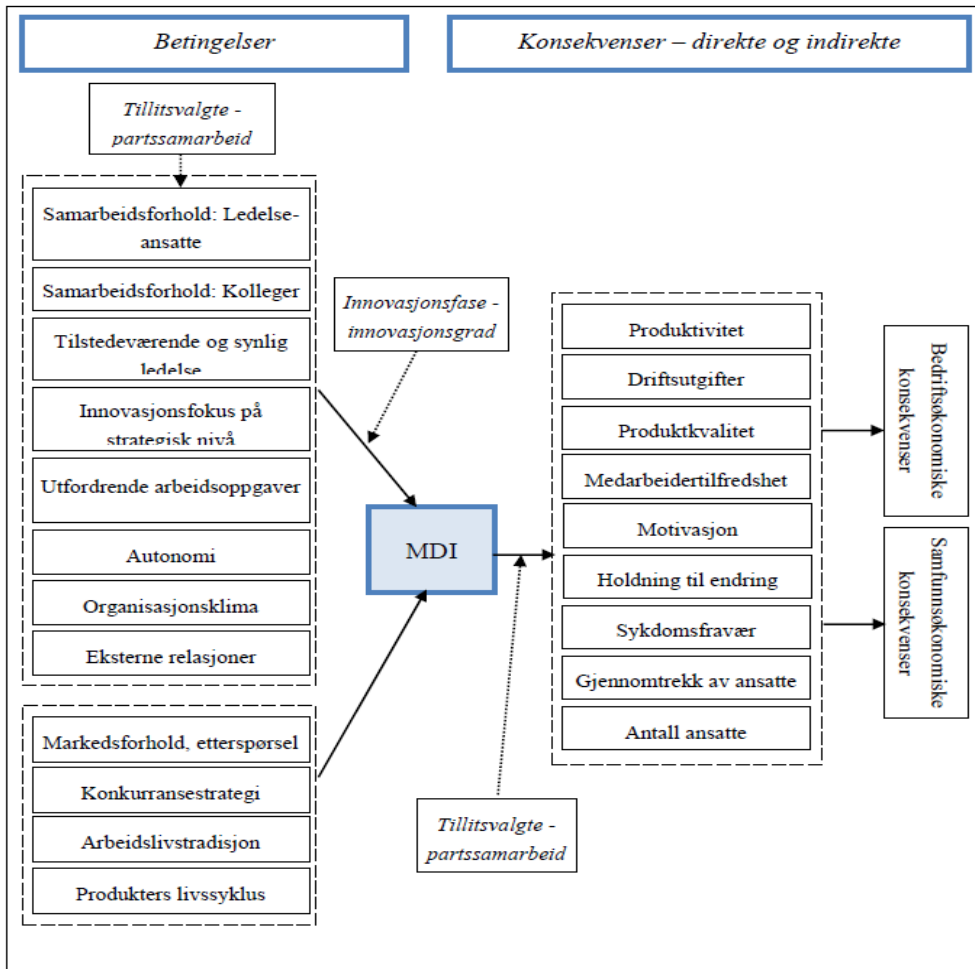 Betingelser
Konsekvenser – direkte og indirekte
Tillitsvalgte -
partssamarbeid
Samarbeidsforhold: Ledelse-
ansatte
Samarbeidsforhold: Kolleger
Tilstedeværende og synlig
ledelse
Innovasjonsfokus på
strategisk nivå
Utfordrende arbeidsoppgaver
Autonomi
Organisasjonsklima
Eksterne relasjoner
Markedsforhold, etterspørsel
Konkurransestrategi
Arbeidslivstradisjon
Produkters livssyklus
Innovasjonsfase -
innovasjonsgrad
MDI
Tillitsvalgte -
partssamarbeid
Produktivitet
Driftsutgifter
Produktkvalitet
Medarbeidertilfredshet
Motivasjon
Holdning til endring
Sykdomsfravær
Gjennomtrekk av ansatte
Antall ansatte
Bedriftsøkonomiske
konsekvenser
Samfunnsøkonomiske
konsekvenser